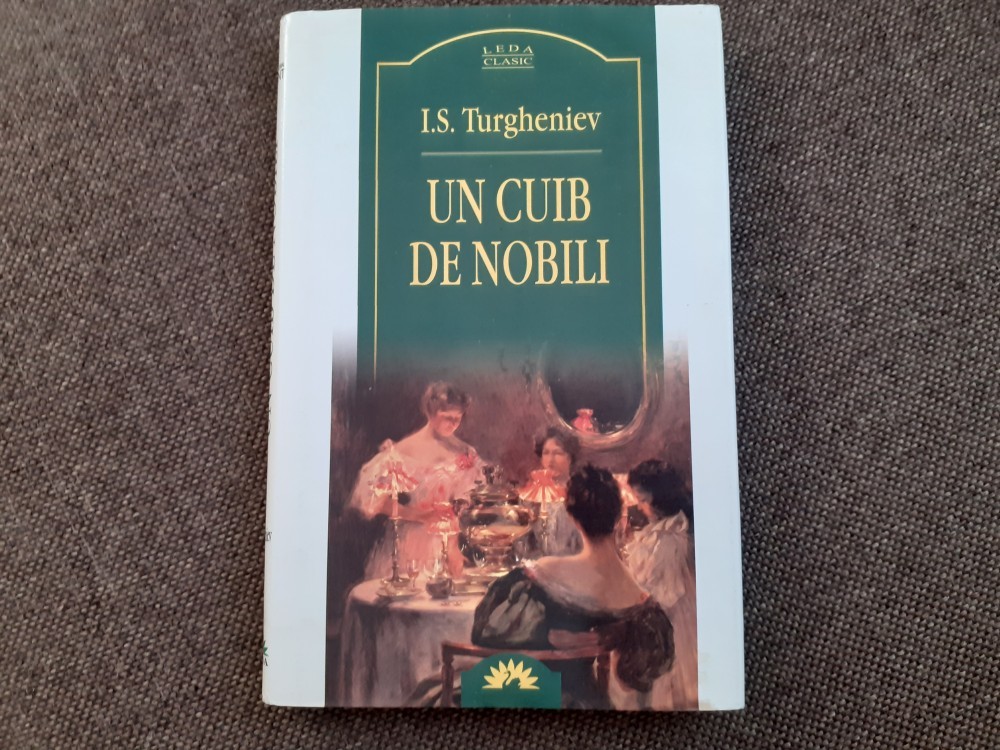 LEDA
CLASIC
I.S. Turgheniev
UN CUIB
DE NOBILI